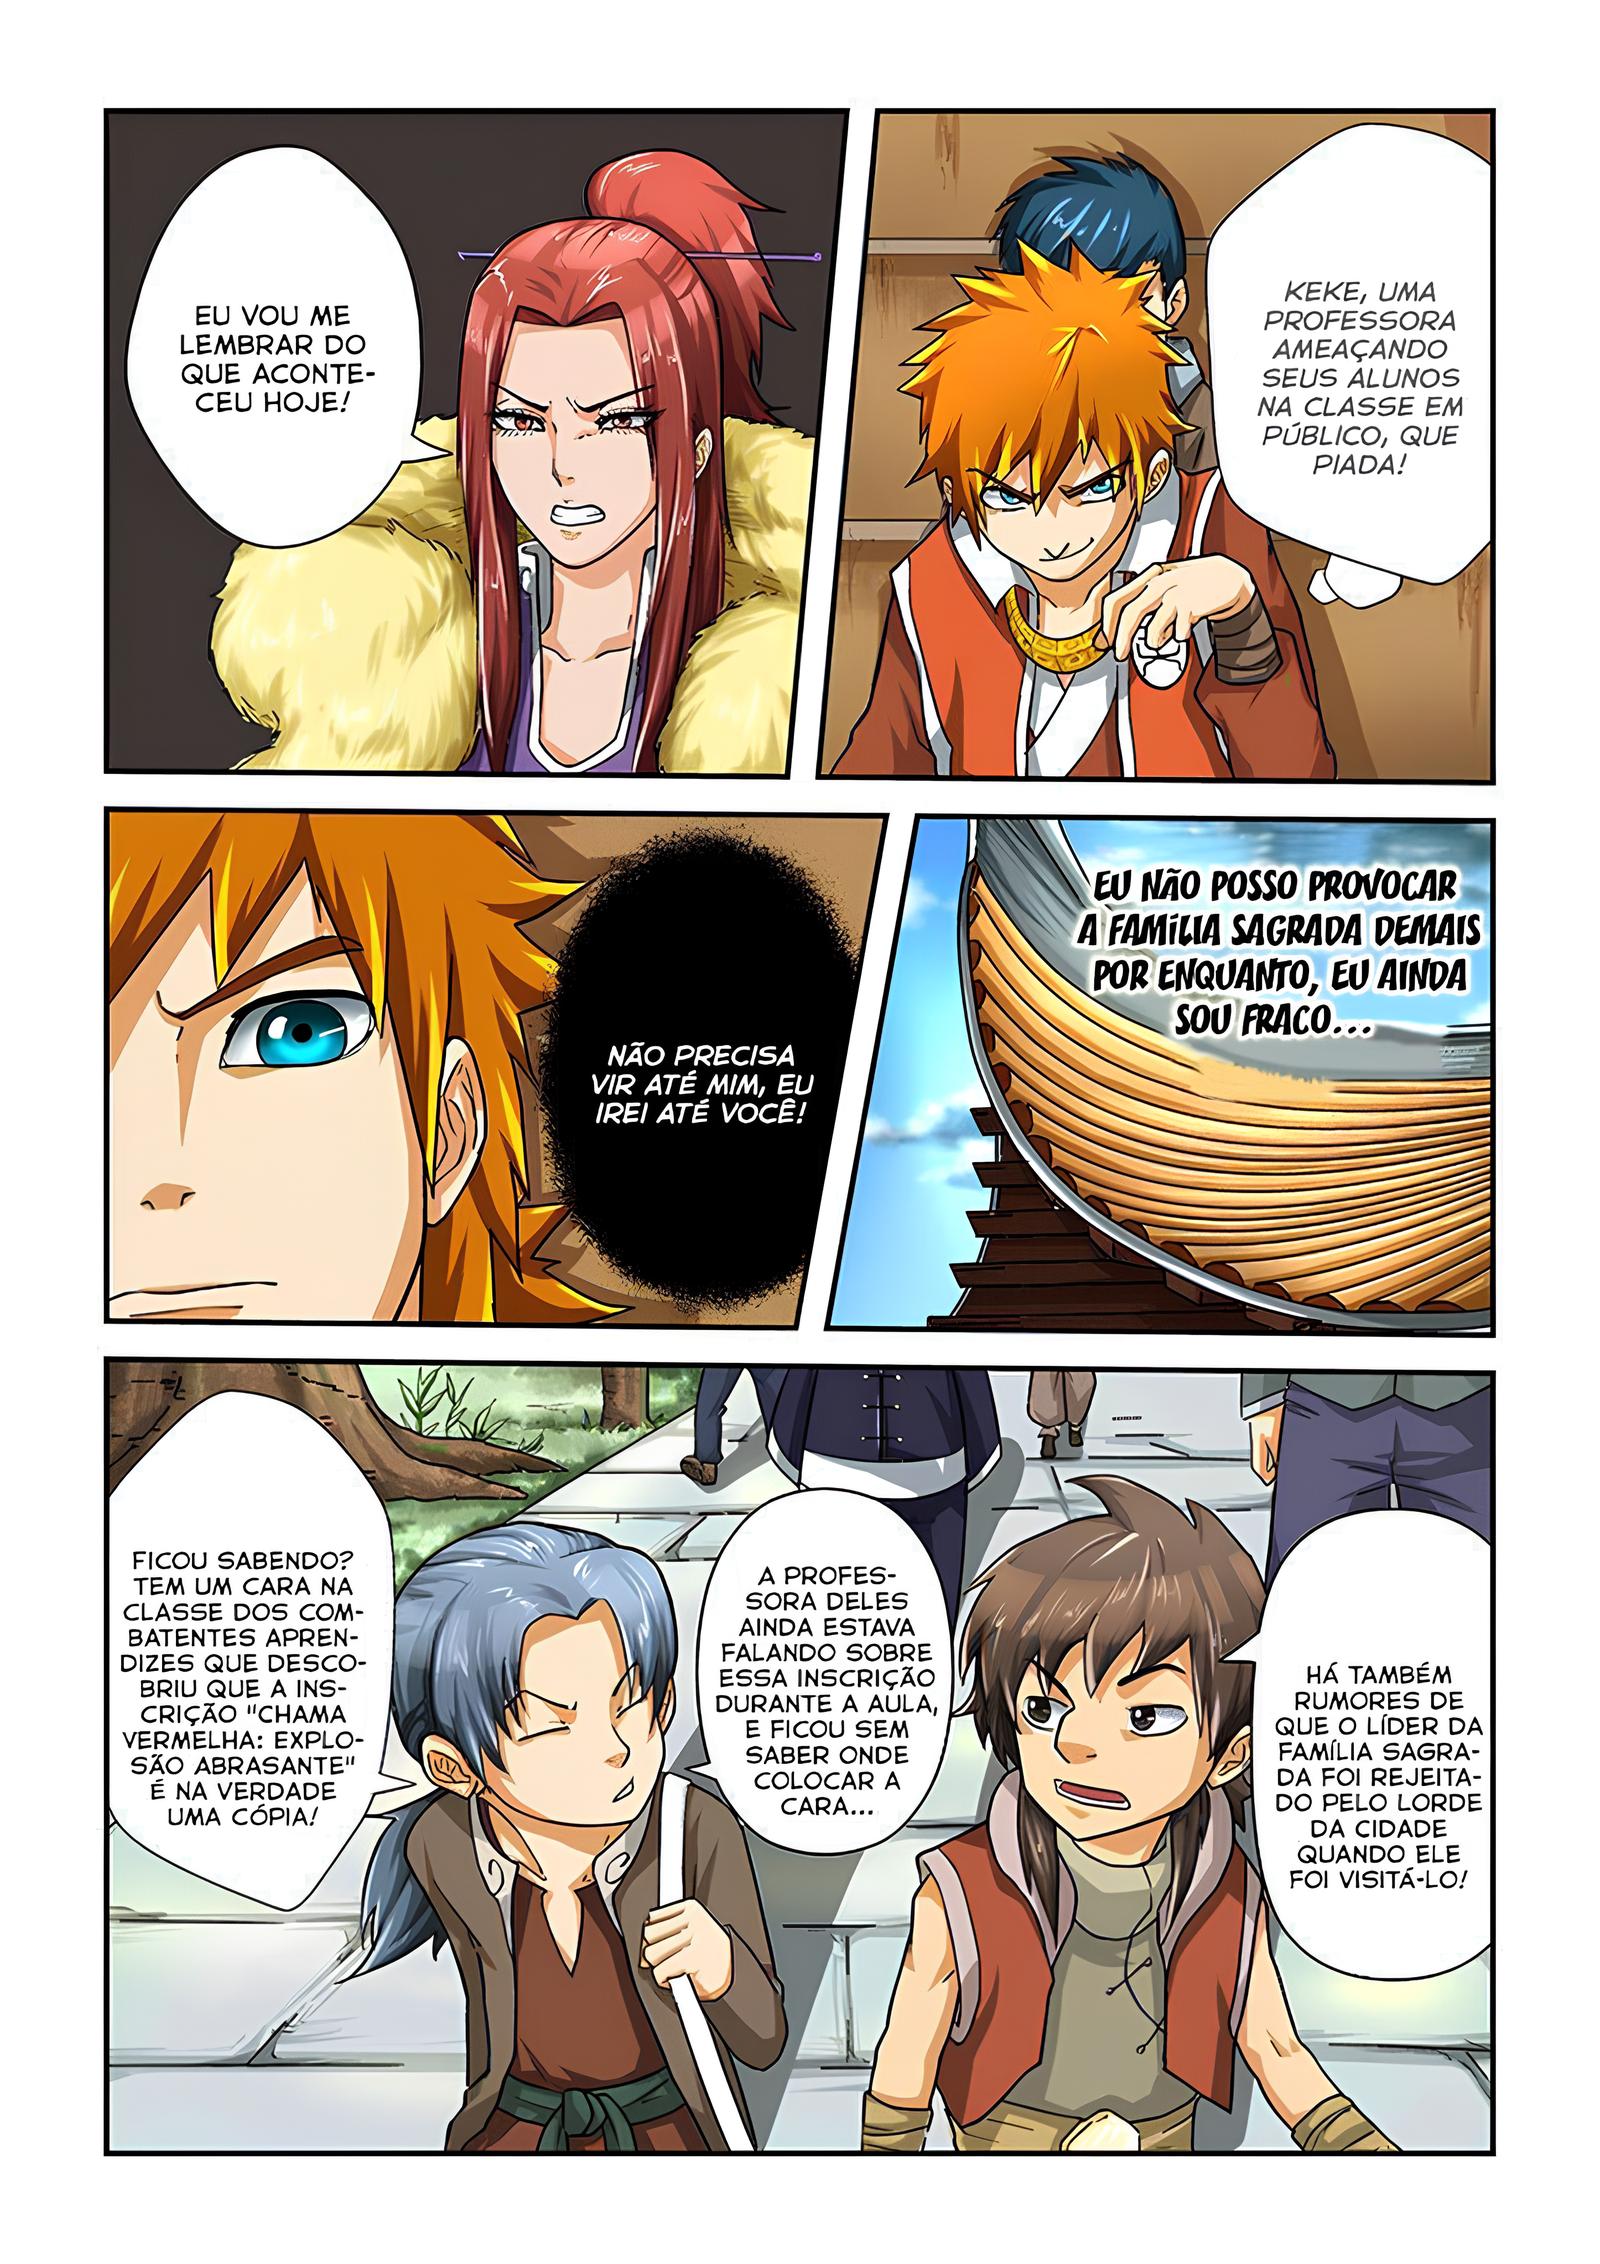 EU VOU ME
LEMBRAR DO
QUE ACONTE-
CEU HOJE!
KEKE, UMA
PROFESSORA
AMEAÇANDO
SEUS ALUNOS
NA CLASSE EM
PÚBLICO, QUE
PIADA!
NÃO PRECISA
VIR ATÉ MIM, EU
IREI ATÉ VOCÊ!
EU NÃO POSSO PROVOCAR
A FAMÍLIA SAGRADA DEMAIS
POR ENQUANTO, EU AINDA
SOU FRACO...
FICOU SABENDO?
TEM UM CARA NA
CLASSE DOS COM-
BATENTES APREN-
DIZES QUE DESCO-
BRIU QUE A INS-
CRIÇÃO "CHAMA
VERMELHA: EXPLO-
SÃO ABRASANTE"
É NA VERDADE
UMA CÓPIA!
A PROFES-
SORA DELES
AINDA ESTAVA
FALANDO SOBRE
ESSA INSCRIÇÃO
DURANTE A AULA,
E FICOU SEM
SABER ONDE
COLOCAR A
CARA...
HÁ TAMBÉM
RUMORES DE
QUE O LÍDER DA
FAMÍLIA SAGRA-
DA FOI REJEITA-
DO PELO LORDE
DA CIDADE
QUANDO ELE
FOI VISITÁ-LO!